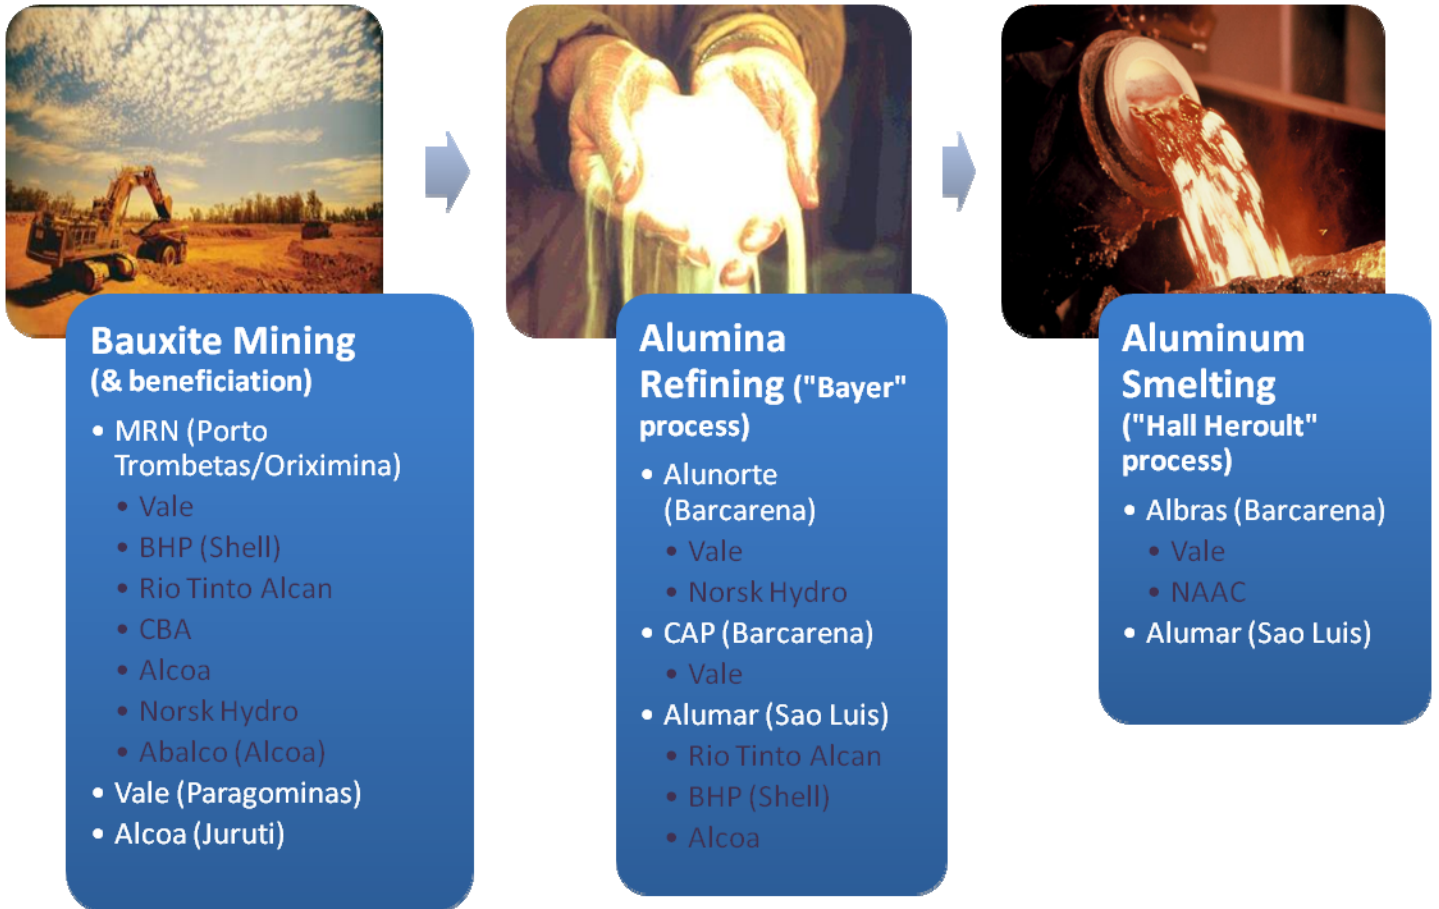 Bauxite Mining
(& beneficiation)
• MRN (Porto
Trombetas/Oriximina)
• Vale
• BHP (Shell)
• Rio Tinto Alcan
• CBA
• Alcoa
• Norsk Hydro
• Abalco (Alcoa)
• Vale (Paragominas)
• Alcoa (Juruti)
Alumina
Refining ("Bayer"
process)
• Alunorte
(Barcarena)
• Vale
• Norsk Hydro
• CAP (Barcarena)
• Vale
• Alumar (Sao Luis)
• Rio Tinto Alcan
• BHP (Shell)
• Alcoa
Aluminum
Smelting
("Hall Heroult"
process)
• Albras (Barcarena)
• Vale
• NAAC
• Alumar (Sao Luis)